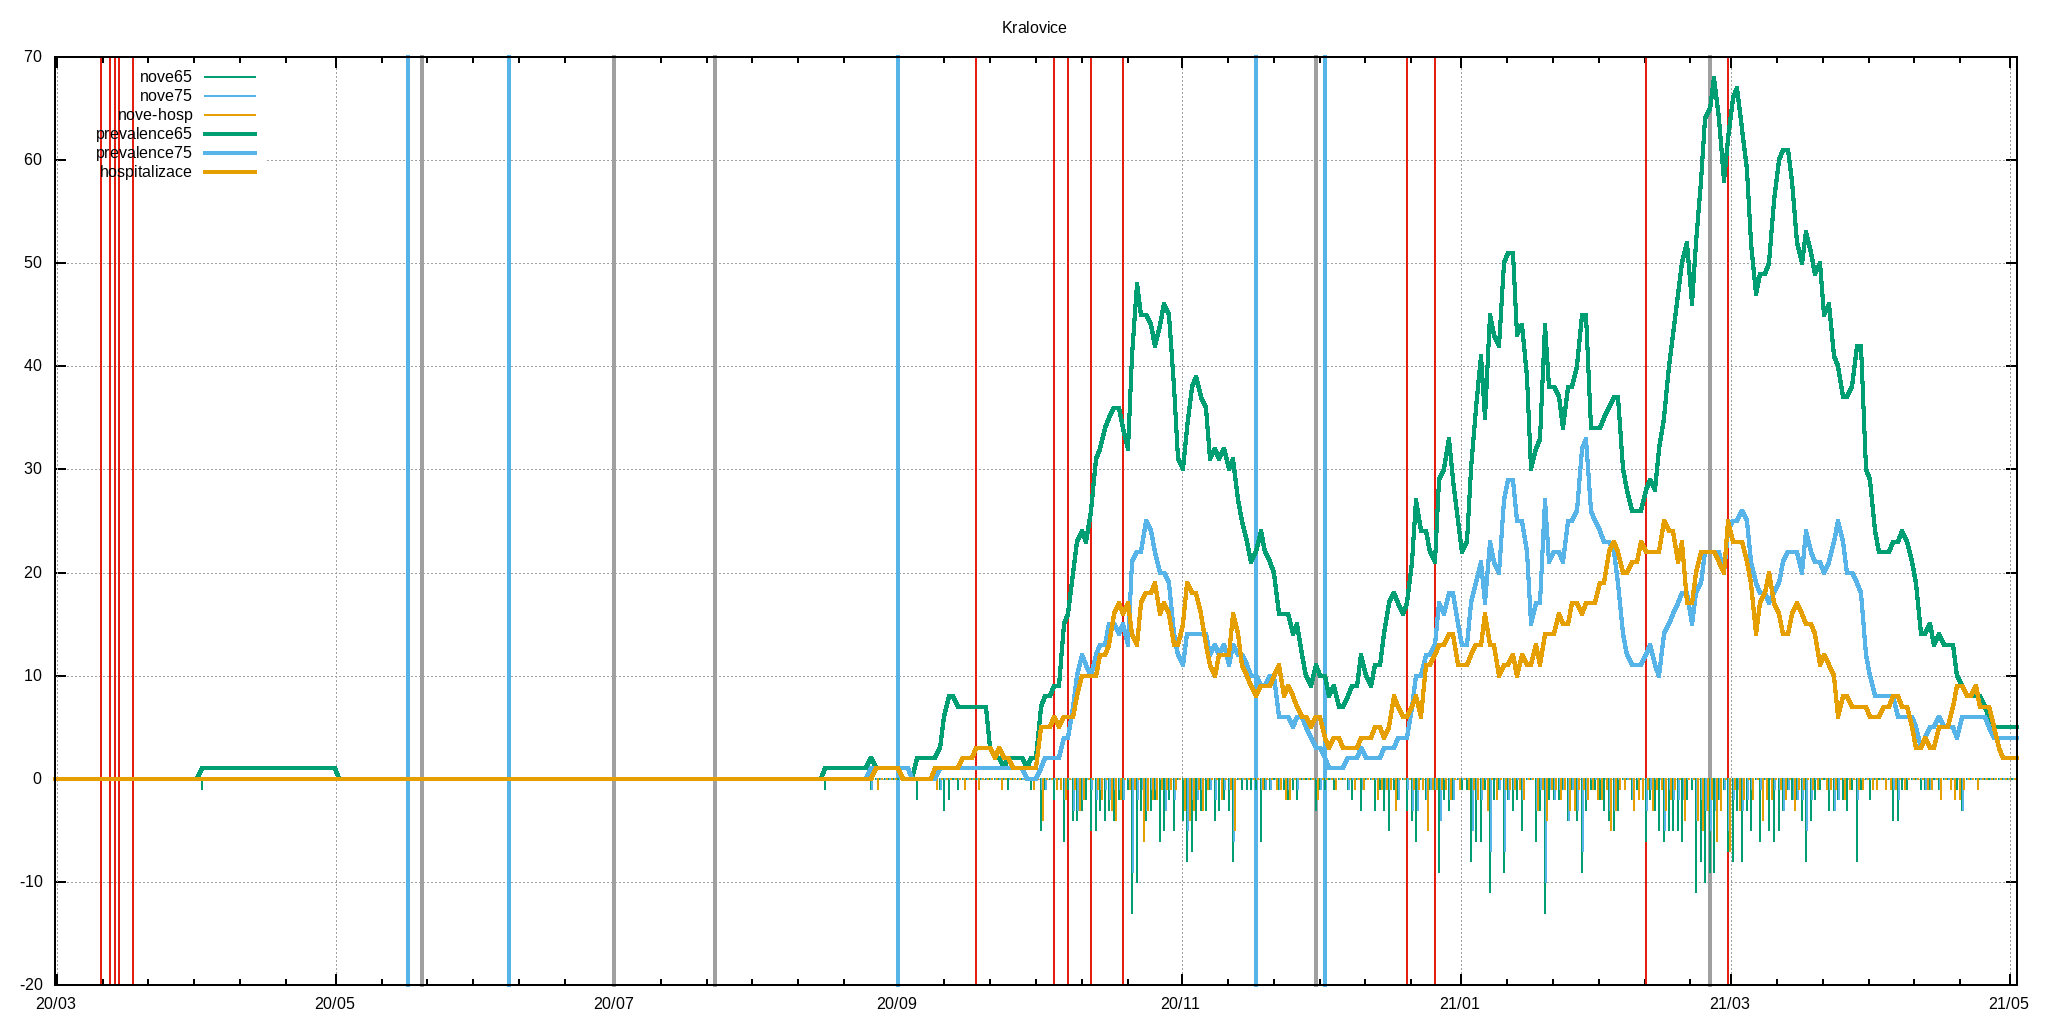 Kralovice
70
nove65
nove75
nove-hosp
prevalence65
prevalence75
hospitalizace
60
50
40
30
20
10
0
-10
-20
20/03 20/05 20/07 20/09 20/11 21/01 21/03 21/05